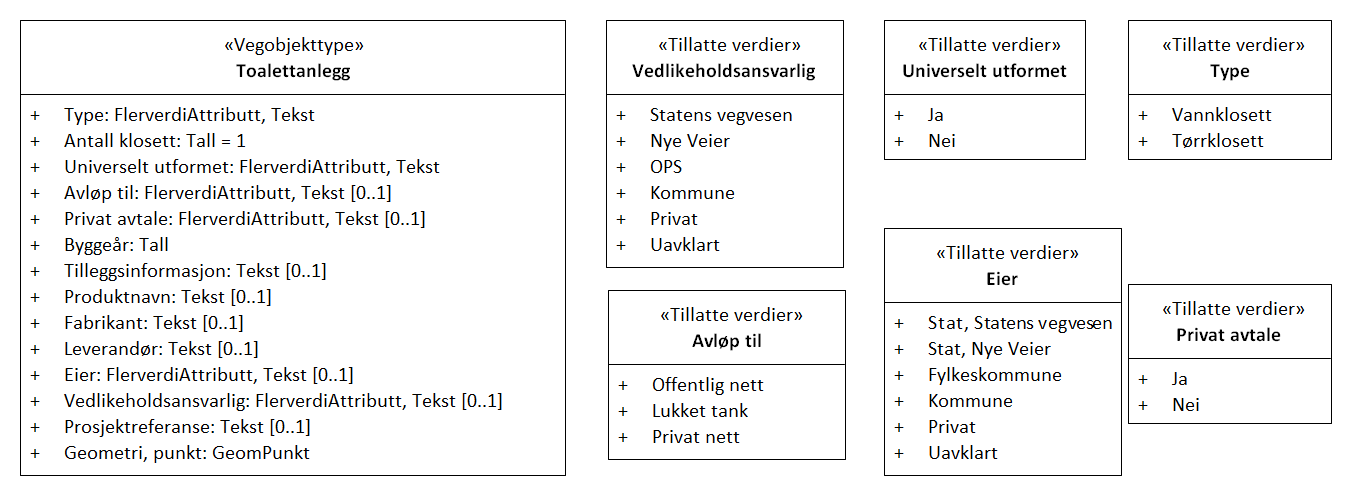 «Vegobjekttype»
Toalettanlegg
+ Type: FlerverdiAttributt, Tekst
+ Antall klosett: Tall = 1
+ Universelt utformet: FlerverdiAttributt, Tekst
+ Avløp til: FlerverdiAttributt, Tekst [0..1]
+ Privat avtale: FlerverdiAttributt, Tekst [0..1]
+ Byggeår: Tall
+ Tilleggsinformasjon: Tekst [0..1]
+ Produktnavn: Tekst [0..1]
+ Fabrikant: Tekst [0..1]
+ Leverandør: Tekst [0..1]
+ Eier: FlerverdiAttributt, Tekst [0..1]
+ Vedlikeholdsansvarlig: FlerverdiAttributt, Tekst [0..1]
+ Prosjektreferanse: Tekst [0..1]
+ Geometri, punkt: GeomPunkt
«Tillatte verdier»
Vedlikeholdsansvarlig
+ Statens vegvesen
+ Nye Veier
+ OPS
+ Kommune
+ Privat
+ Uavklart
«Tillatte verdier»
Avløp til
+ Offentlig nett
+ Lukket tank
+ Privat nett
«Tillatte verdier»
Universelt utformet
+ Ja
+ Nei
«Tillatte verdier»
Eier
+ Stat, Statens vegvesen
+ Stat, Nye Veier
+ Fylkeskommune
+ Kommune
+ Privat
+ Uavklart
«Tillatte verdier»
Type
+ Vannklosett
+ Tørrklosett
«Tillatte verdier»
Privat avtale
+ Ja
+ Nei